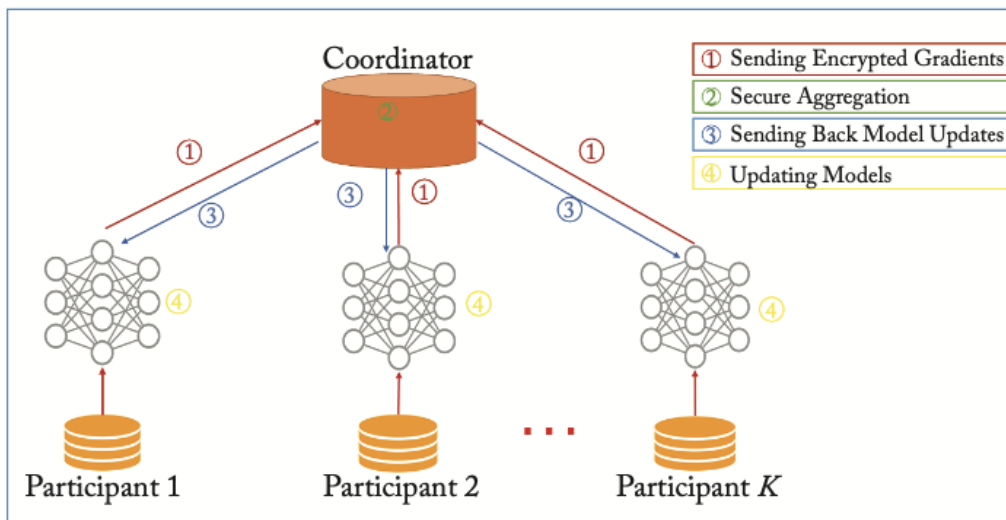 Coordinator
① Sending Encrypted Gradients
② Secure Aggregation
③ Sending Back Model Updates
④ Updating Models
②
①
①
①
③
③
③
④
④
④
...
Participant 1
Participant 2
Participant K